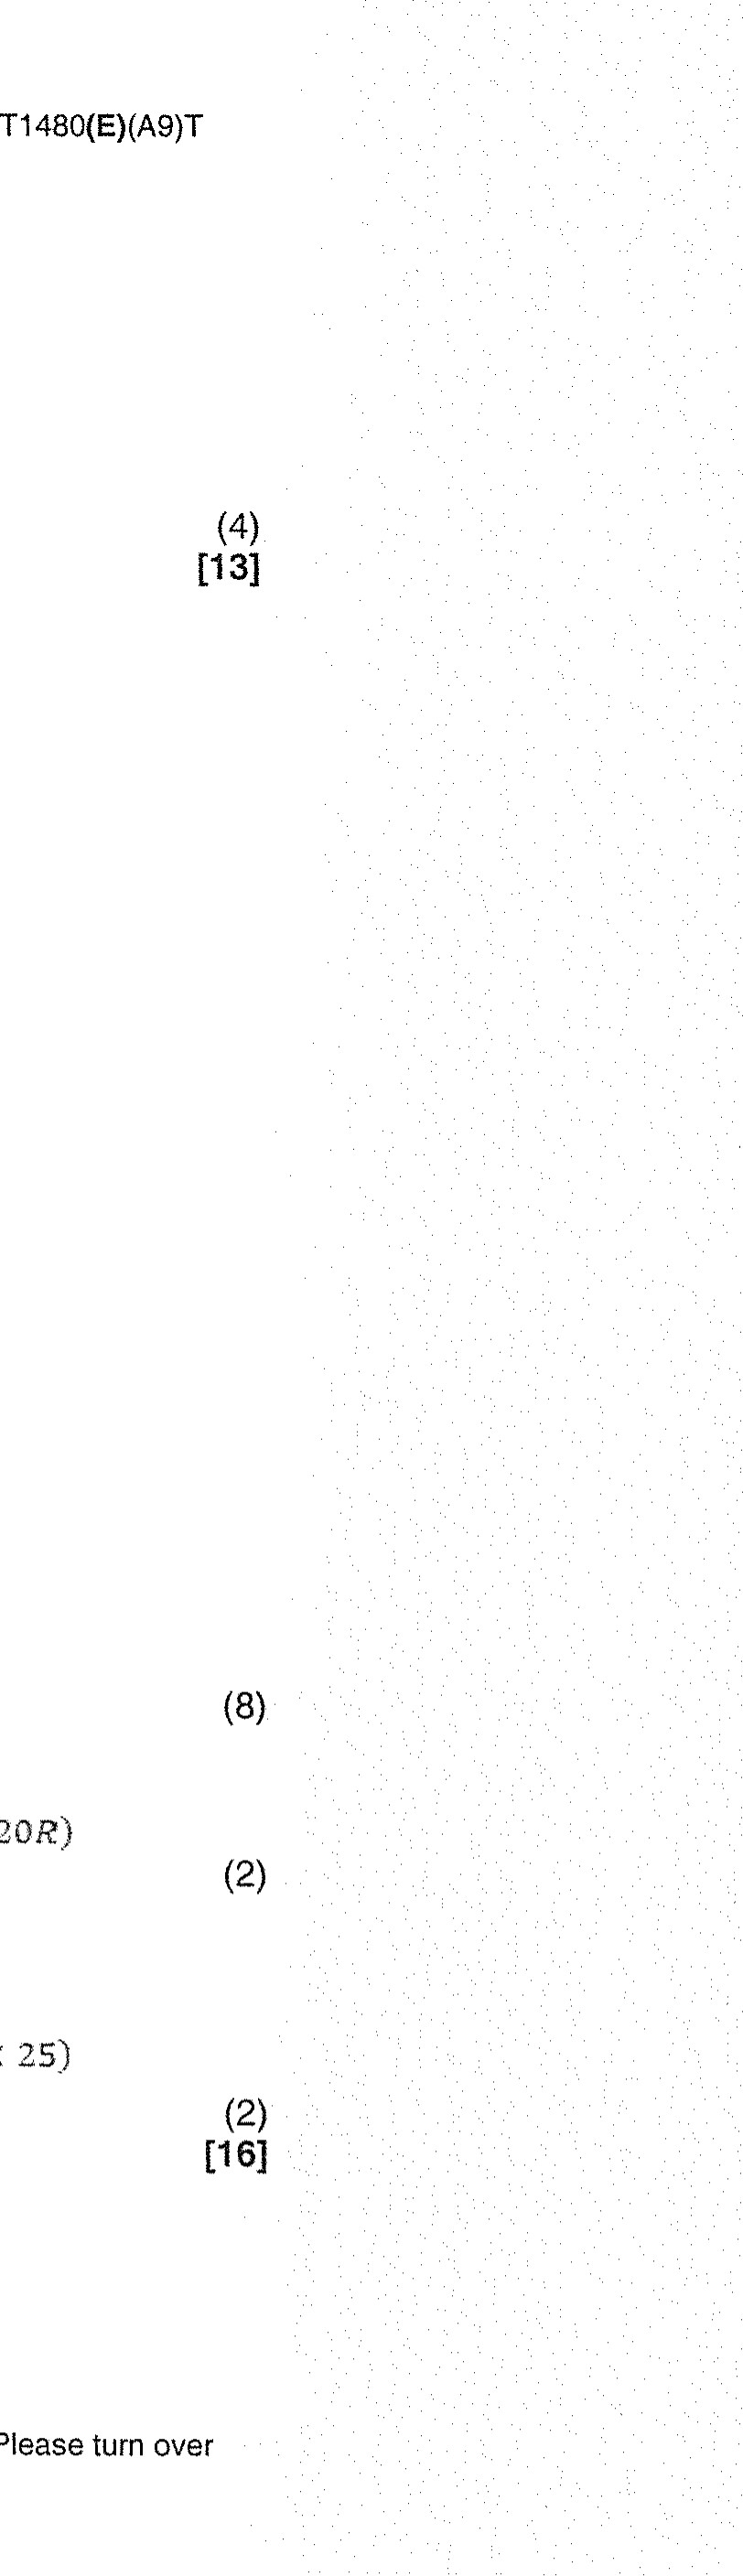 T1480(E)(A9)T
(4)
[13]
(8)
20R)
(2)
25)
(2)
[16]
Please turn over